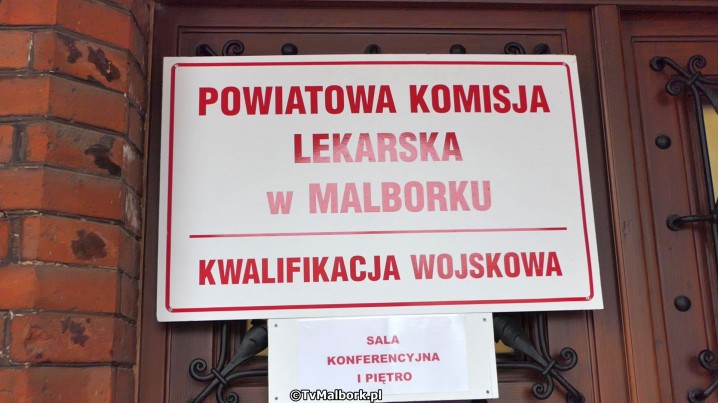 POWIATOWA KOMISJA
LEKARSKA
w MALBORKU
KWALIFIKACJA WOJSKOWA
SALA
KONFERENCYJNA
I PIĘTRO
©TvMalbork.pl